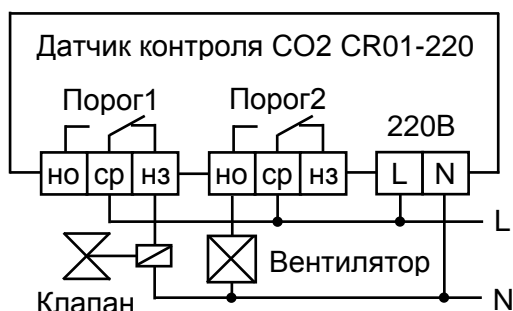 Датчик контроля CO2 CR01-220
Порог1 Порог2
220В
но ср нз но ср нз L N
L
Вентилятор
N
Клапан